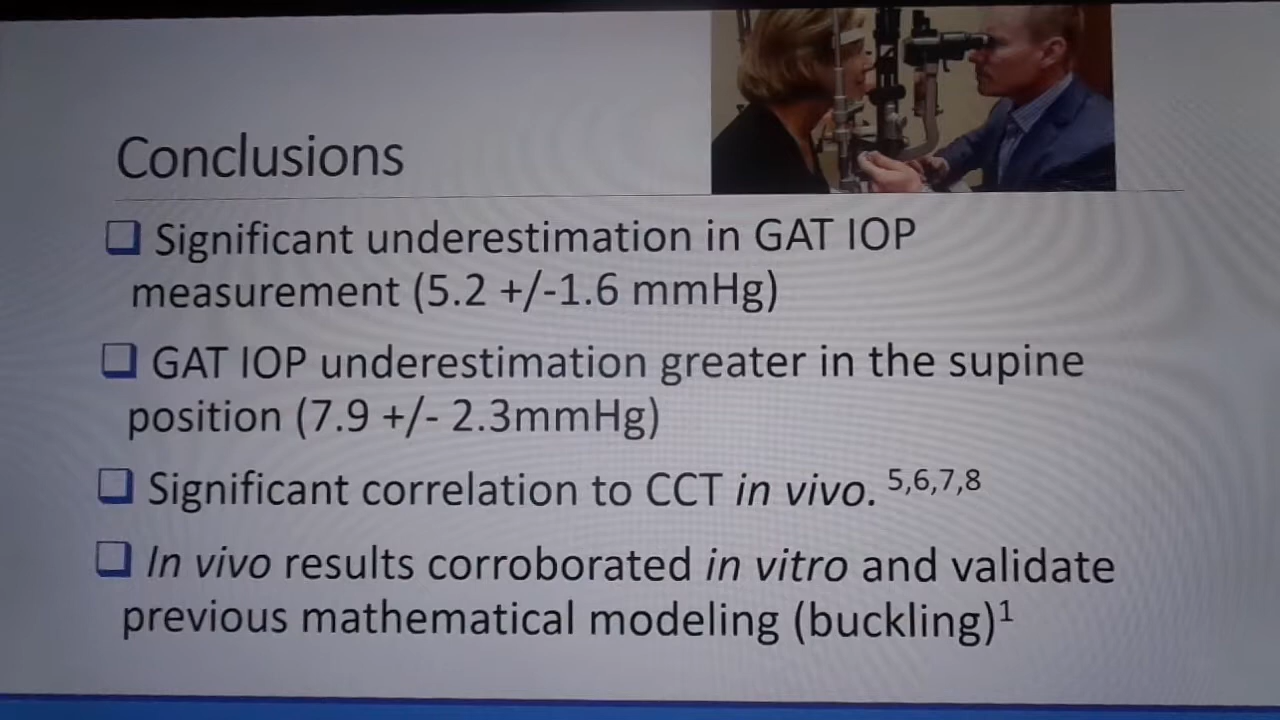 Conclusions
❑ Significant underestimation in GAT IOP
measurement (5.2 +/-1.6 mmHg)
❑ GAT IOP underestimation greater in the supine
position (7.9 +/- 2.3mmHg)
❑ Significant correlation to CCT in vivo. 5,6,7,8
❑ In vivo results corroborated in vitro and validate
previous mathematical modeling (buckling)1